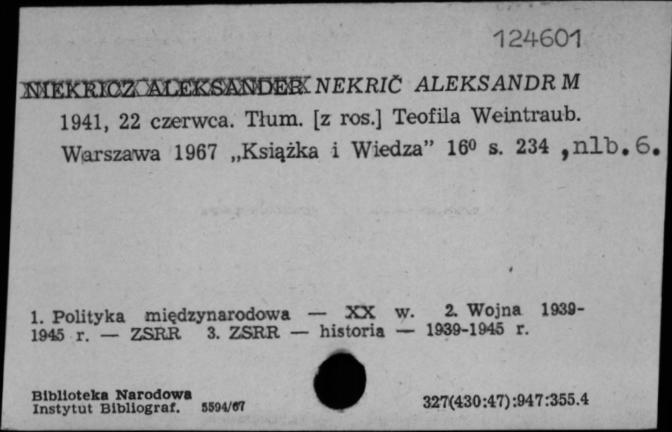 124601
NIEKRICZ ALEKSANDER NEKRIČ ALEKSANDR M
1941, 22 czerwca. Tłum. [z ros.] Teofila Weintraub.
Warszawa 1967 „Książka i Wiedza” 16⁰ s. 234 ,nlb.6.
1. Polityka międzynarodowa — XX w. 2. Wojna 1939-
1945 r. — ZSRR 3. ZSRR — historia — 1939-1945 r.
Biblioteka Narodowa
Instytut Bibliograf. 5594/67
327(430:47):947:355.4